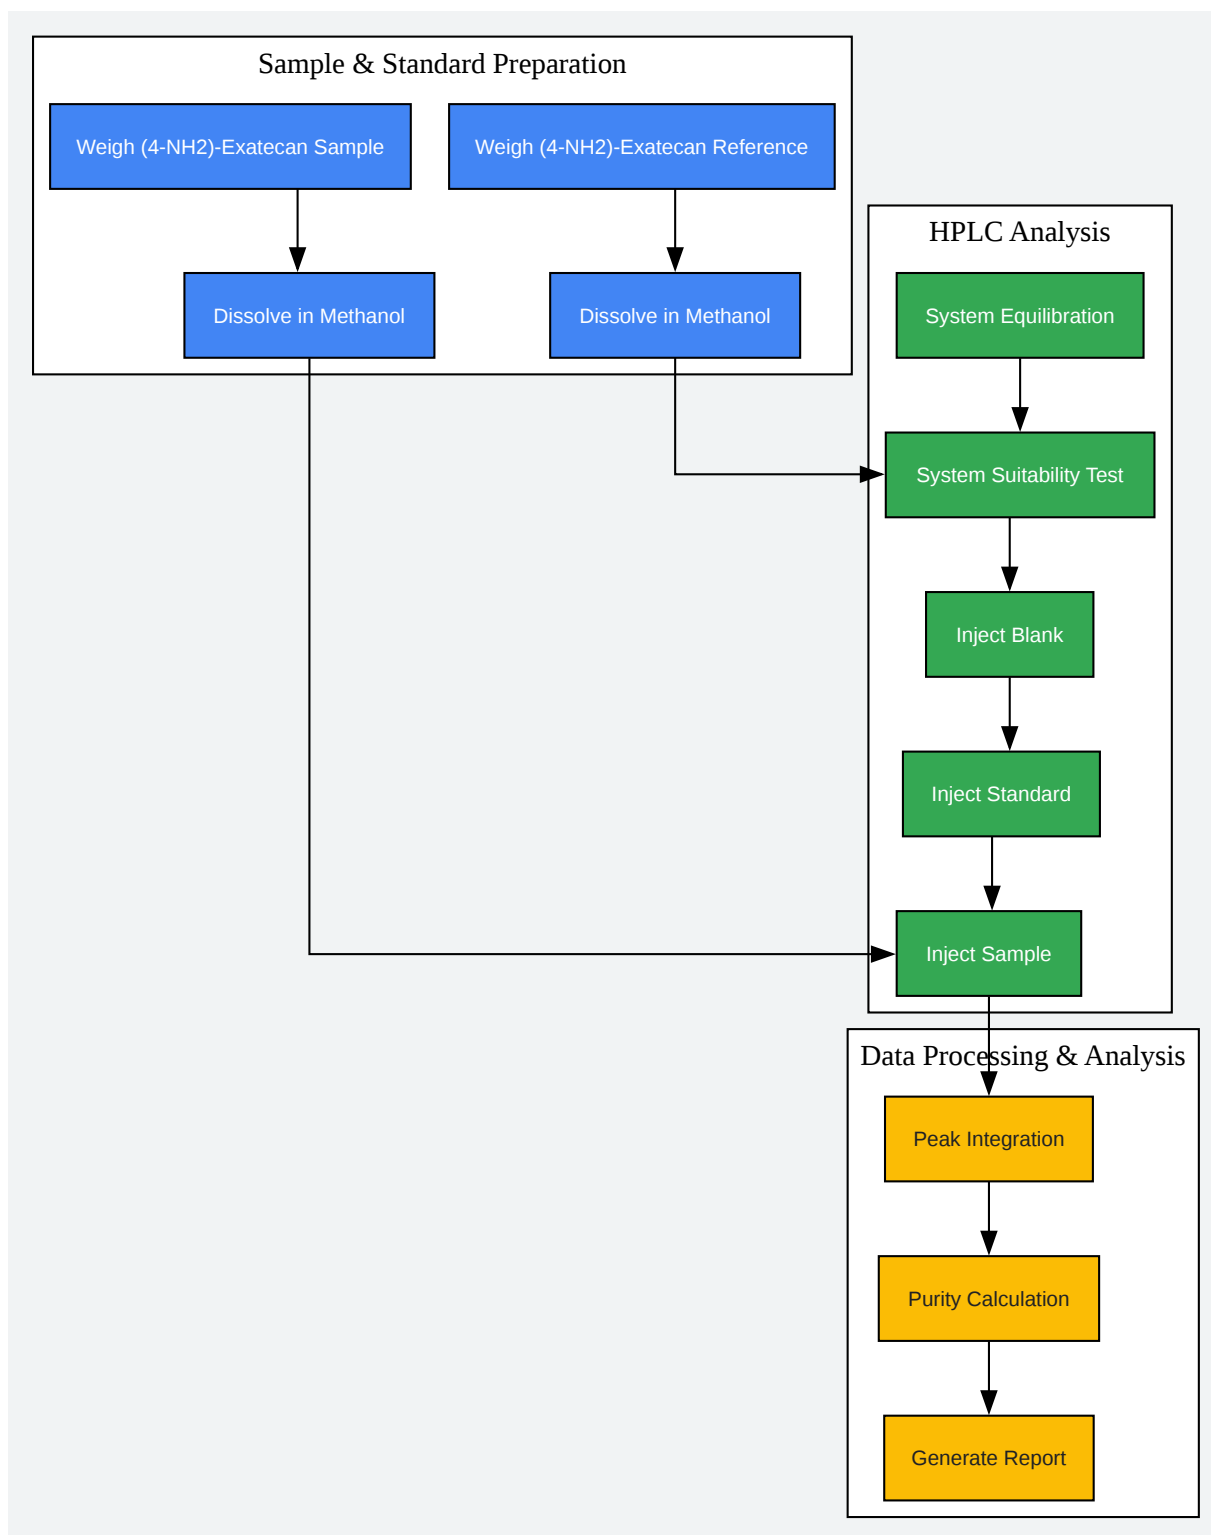 Sample & Standard Preparation
Weigh (4-NH2)-Exatecan Sample
Weigh (4-NH2)-Exatecan Reference
Dissolve in Methanol
Dissolve in Methanol
HPLC Analysis
System Equilibration
System Suitability Test
Inject Blank
Inject Standard
Inject Sample
Data Processing & Analysis
Peak Integration
Purity Calculation
Generate Report